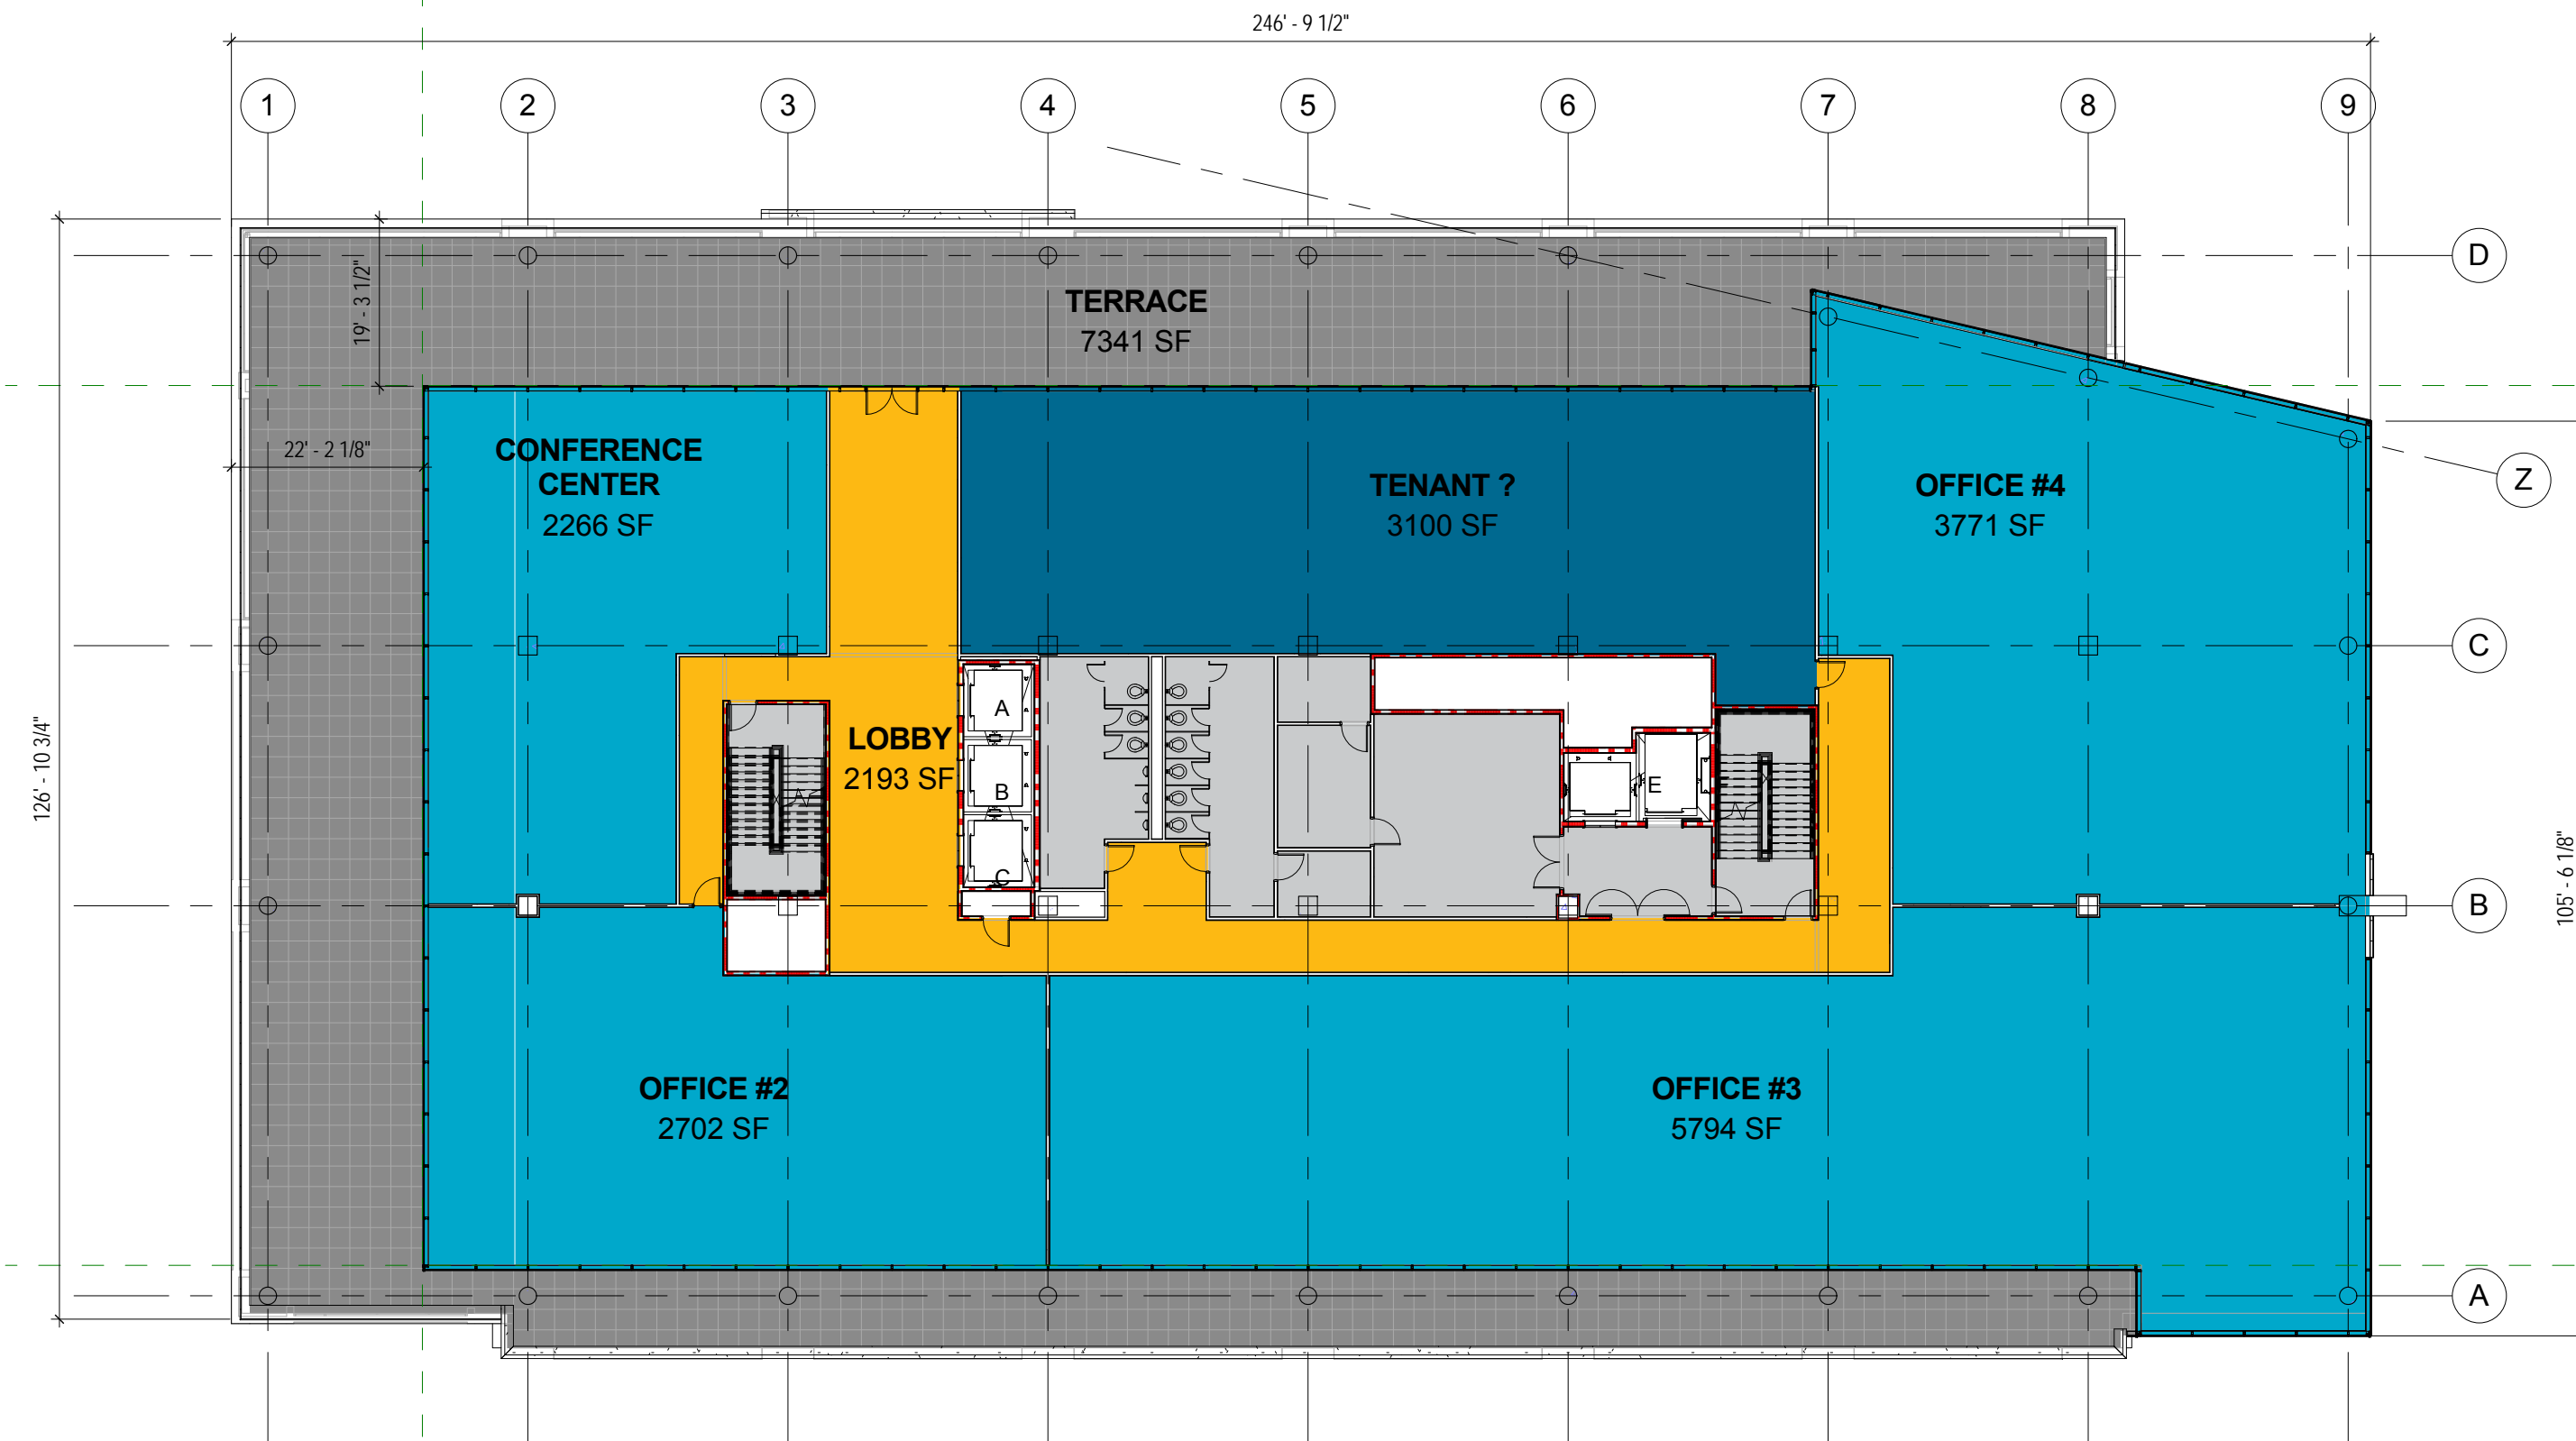 246' - 9 1/2"
1
2
3
4
5
6
7
8
9
D
19' - 3 1/2"
TERRACE
7341 SF
22' - 2 1/8"
CONFERENCE
CENTER
2266 SF
TENANT ?
3100 SF
OFFICE #4
3771 SF
Z
C
126' - 10 3/4"
LOBBY
2193 SF
A
B
C
E
105' - 6 1/8"
B
OFFICE #2
2702 SF
OFFICE #3
5794 SF
A